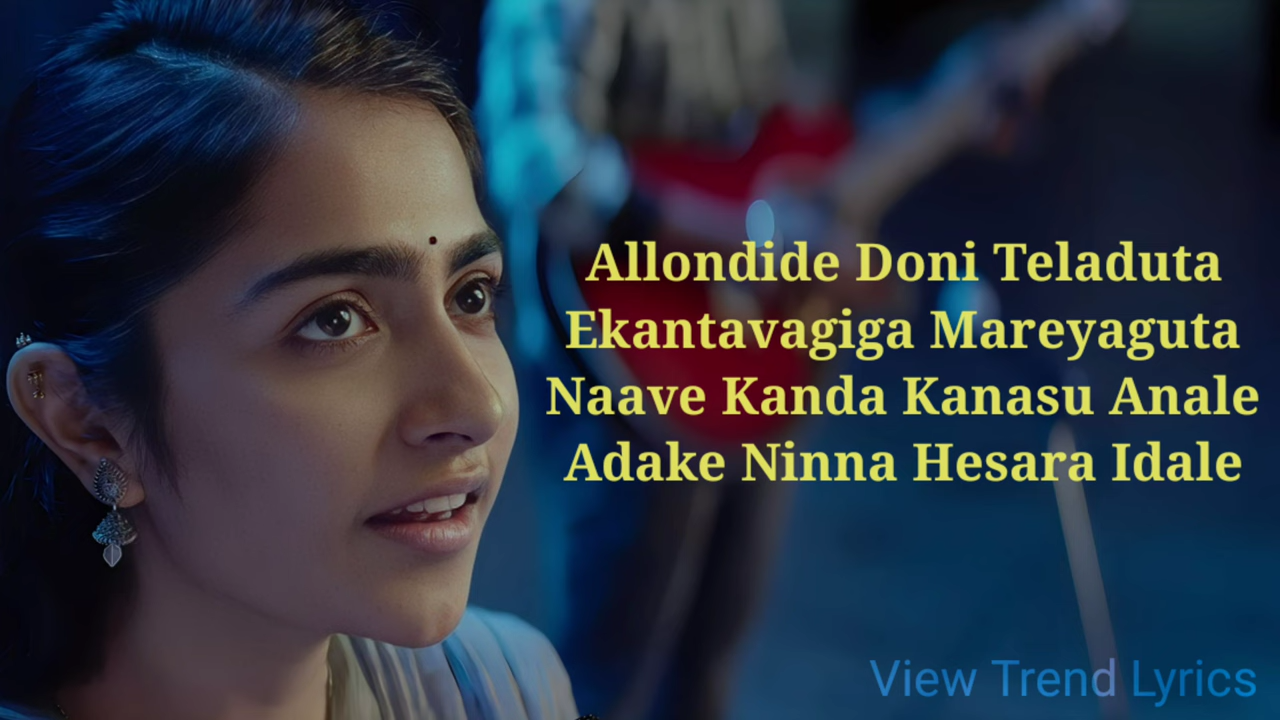 Allondide Doni Teladuta
Ekantavagiga Mareyaguta
Naave Kanda Kanasu Anale
Adake Ninna Hesara Idale
View Trend Lyrics